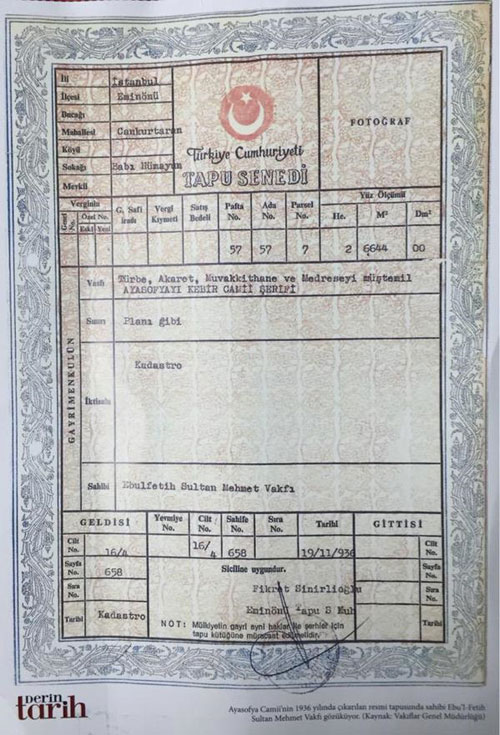 İli İstanbul
İlçesi Eminönü
Bucağı
Mahallesi Cankurtaran
Köyü
Sokağı Babı Hümayun
Mevkii
Türkiye Cumhuriyeti
TAPU SENEDİ
FOTOĞRAF
Verginin
Özel No.
Eski Yeni
G. Safi iradı
Vergi Kıymeti
Satış Bedeli
Pafta No.
Ada No.
Parsel No.
Yüz Ölçümü
He. M² Dm²
57 57 7 2 6644 00
GAYRİMENKULÜN
Vasfı Türbe, Akaret, Muvakkithane ve Medreseyi müştemil
AYASOFYAYI KEBİR CAMİİ ŞERİFİ
Sınırı Planı gibi
Kadastro
İktisabı
Sahibi Ebulfetih Sultan Mehmet Vakfı
GELDİSİ
Yevmiye No.
Cilt No.
Sahife No.
Sıra No.
Tarihi
GİTTİSİ
Cilt No. 16/4
16/4 658 19/11/936
Cilt No.
Sayfa No. 658
Siciline uygundur.
Sayfa No.
Sıra No.
Fikret Sinirlioğlu
Sıra No.
Eminönü Tapu S Muh
Tarihi Kadastro
Tarihi
NOT: Mülkiyetin gayri ayni haklar ile şerhler için
tapu kütüğüne müracaat edilmelidir.
Derin
tarih
Ayasofya Camii'nin 1936 yılında çıkarılan resmi tapusunda sahibi Ebu'l-Fetih
Sultan Mehmet Vakfı gözüküyor. (Kaynak: Vakıflar Genel Müdürlüğü)